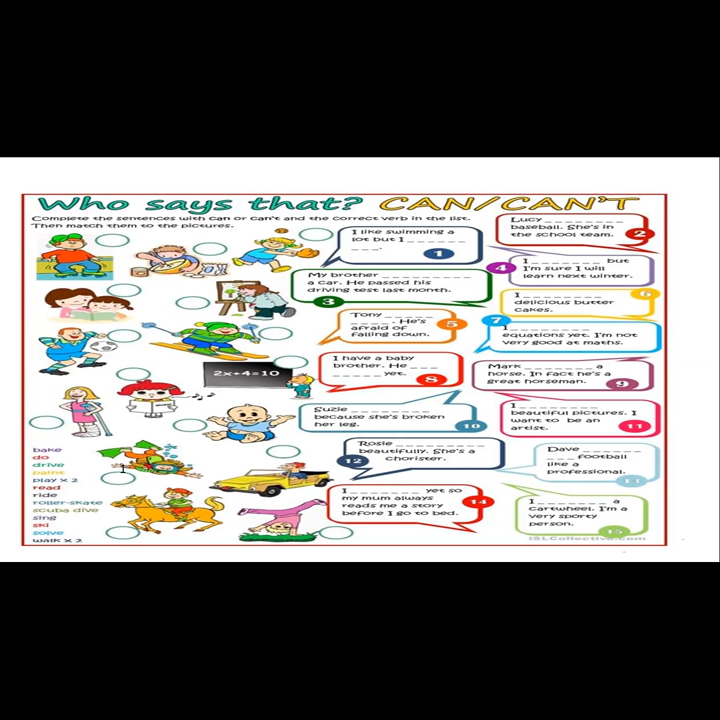 Who says that? CAN/CAN'T
Complete the sentences with can or can't and the correct verb in the list.
Then match them to the pictures.
I like swimming a
lot but I _ _ _ _ _ _
_ _ _.
1
Lucy _ _ _ _ _ _ _ _
baseball. She's in
the school team.
2
My brother _ _ _ _ _ _ _ _
a car. He passed his
driving test last month.
3
4
I _ _ _ _ _ _ _ but
I'm sure I will
learn next winter.
Tony _ _ _ _ _
_ _ _ _. He's
afraid of
falling down.
5
I _ _ _ _ _ _ _
delicious butter
cakes.
6
7
I _ _ _ _ _ _ _ _
equations yet. I'm not
very good at maths.
I have a baby
brother. He _ _ _
_ _ _ _ _ yet.
8
Mark _ _ _ _ _ _ _ a
horse. In fact he's a
great horseman.
9
Suzie _ _ _ _ _ _ _ _
because she's broken
her leg.
10
I _ _ _ _ _ _ _ _
beautiful pictures. I
want to be an
artist.
11
Rosie _ _ _ _ _ _ _ _
beautifully. She's a
chorister.
12
Dave _ _ _ _ _
_ _ _ football
like a
professional.
13
I _ _ _ _ _ _ _ yet so
my mum always
reads me a story
before I go to bed.
14
I _ _ _ _ _ _ _ a
cartwheel. I'm a
very sporty
person.
15
2x+4=10
bake
do
drive
paint
play x 2
read
ride
roller-skate
scuba dive
sing
ski
solve
walk x 2
iSLCollective.com